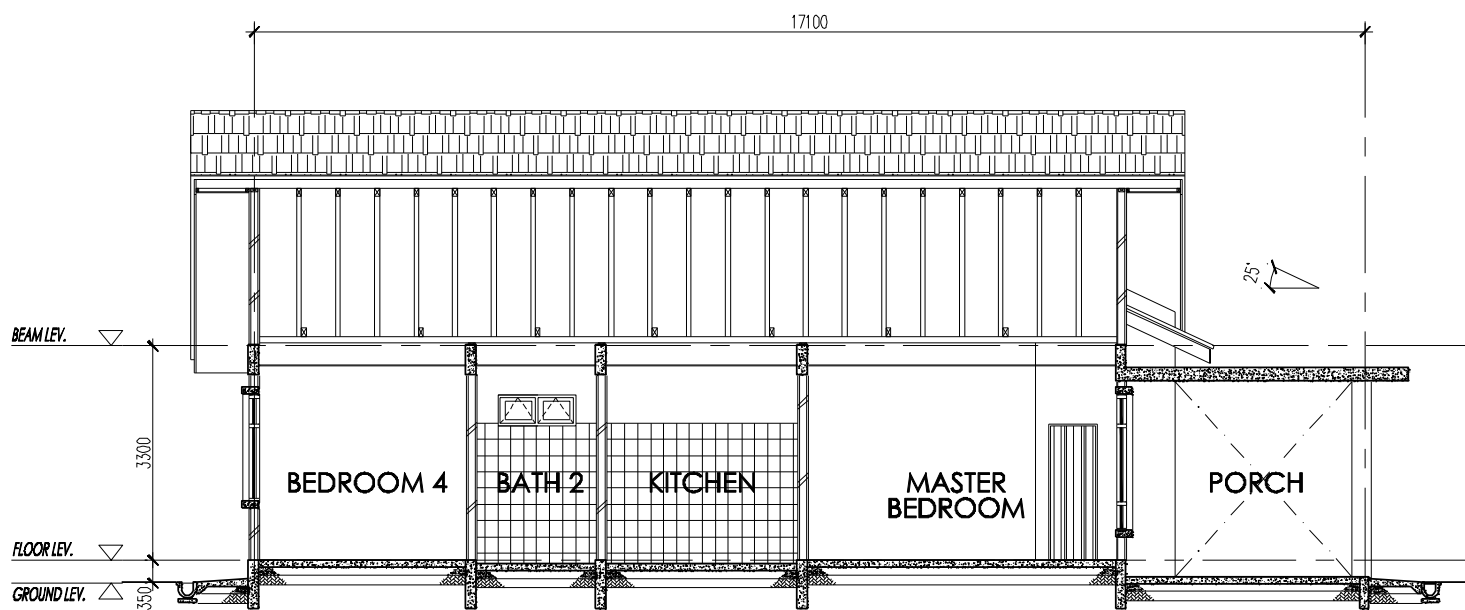 17100
25°
BEAM LEV.
3300
BEDROOM 4
BATH 2
KITCHEN
MASTER
BEDROOM
PORCH
FLOOR LEV.
350
GROUND LEV.